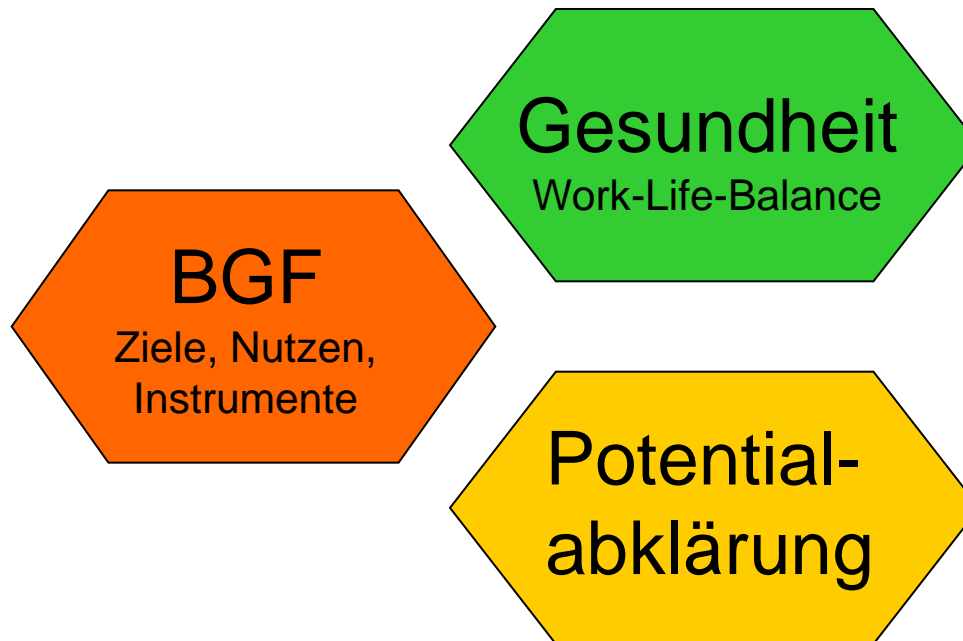 Gesundheit
Work-Life-Balance
BGF
Ziele, Nutzen,
Instrumente
Potential-
abklärung